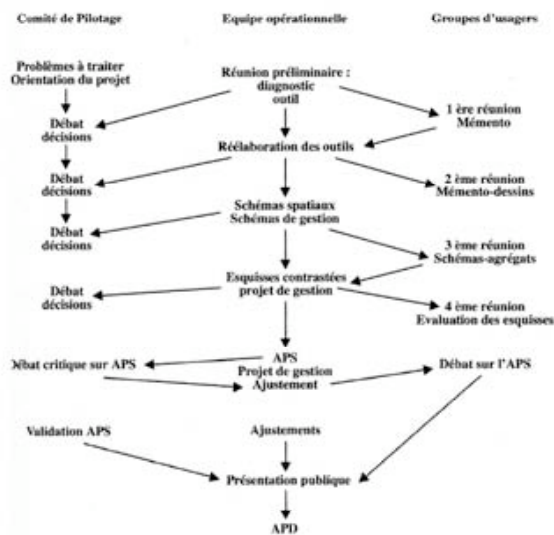 Comité de Pilotage
Equipe opérationnelle
Groupes d'usagers
Problèmes à traiter
Orientation du projet
Réunion préliminaire :
diagnostic
outil
Débat
décisions
1 ère réunion
Mémento
Réélaboration des outils
Débat
décisions
2 ème réunion
Mémento-dessins
Schémas spatiaux
Schémas de gestion
Débat
décisions
3 ème réunion
Schémas-agrégats
Esquisses contrastées
projet de gestion
Débat
décisions
4ème réunion
Evaluation des esquisses
Débat critique sur APS
APS
Projet de gestion
Ajustement
Débat sur l'APS
Validation APS
Ajustements
Présentation publique
APD